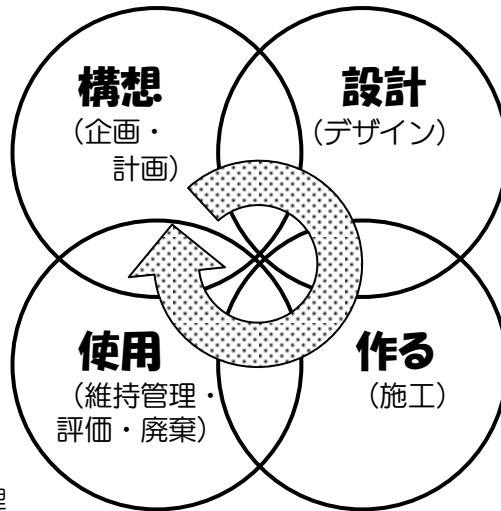 構想
（企画・
計画）
設計
（デザイン）
使用
（維持管理・
評価・廃棄）
作る
（施工）
理